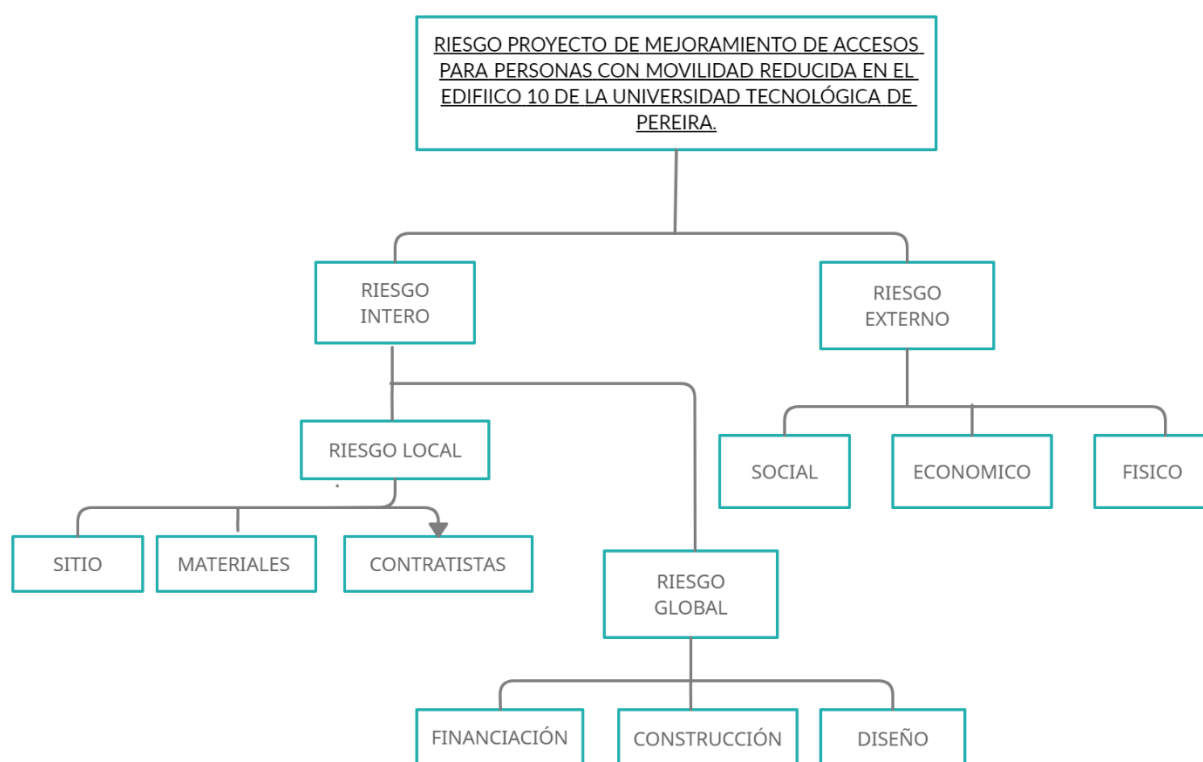 RIESGO PROYECTO DE MEJORAMIENTO DE ACCESOS
PARA PERSONAS CON MOVILIDAD REDUCIDA EN EL
EDIFIICO 10 DE LA UNIVERSIDAD TECNOLÓGICA DE
PEREIRA.
RIESGO
INTERO
RIESGO
EXTERNO
RIESGO LOCAL
SOCIAL
ECONOMICO
FISICO
SITIO
MATERIALES
CONTRATISTAS
RIESGO
GLOBAL
FINANCIACIÓN
CONSTRUCCIÓN
DISEÑO